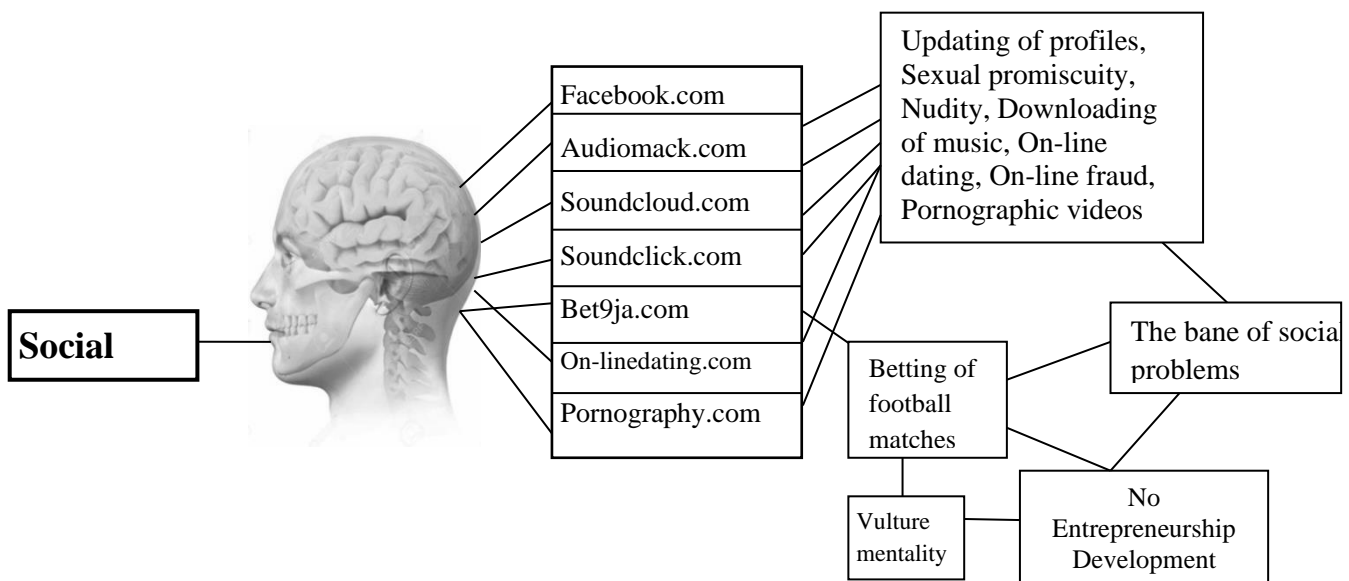 Social
Facebook.com
Audiomack.com
Soundcloud.com
Soundclick.com
Bet9ja.com
On-linedating.com
Pornography.com
Updating of profiles,
Sexual promiscuity,
Nudity, Downloading
of music, On-line
dating, On-line fraud,
Pornographic videos
Betting of
football
matches
The bane of social
problems
Vulture
mentality
No
Entrepreneurship
Development